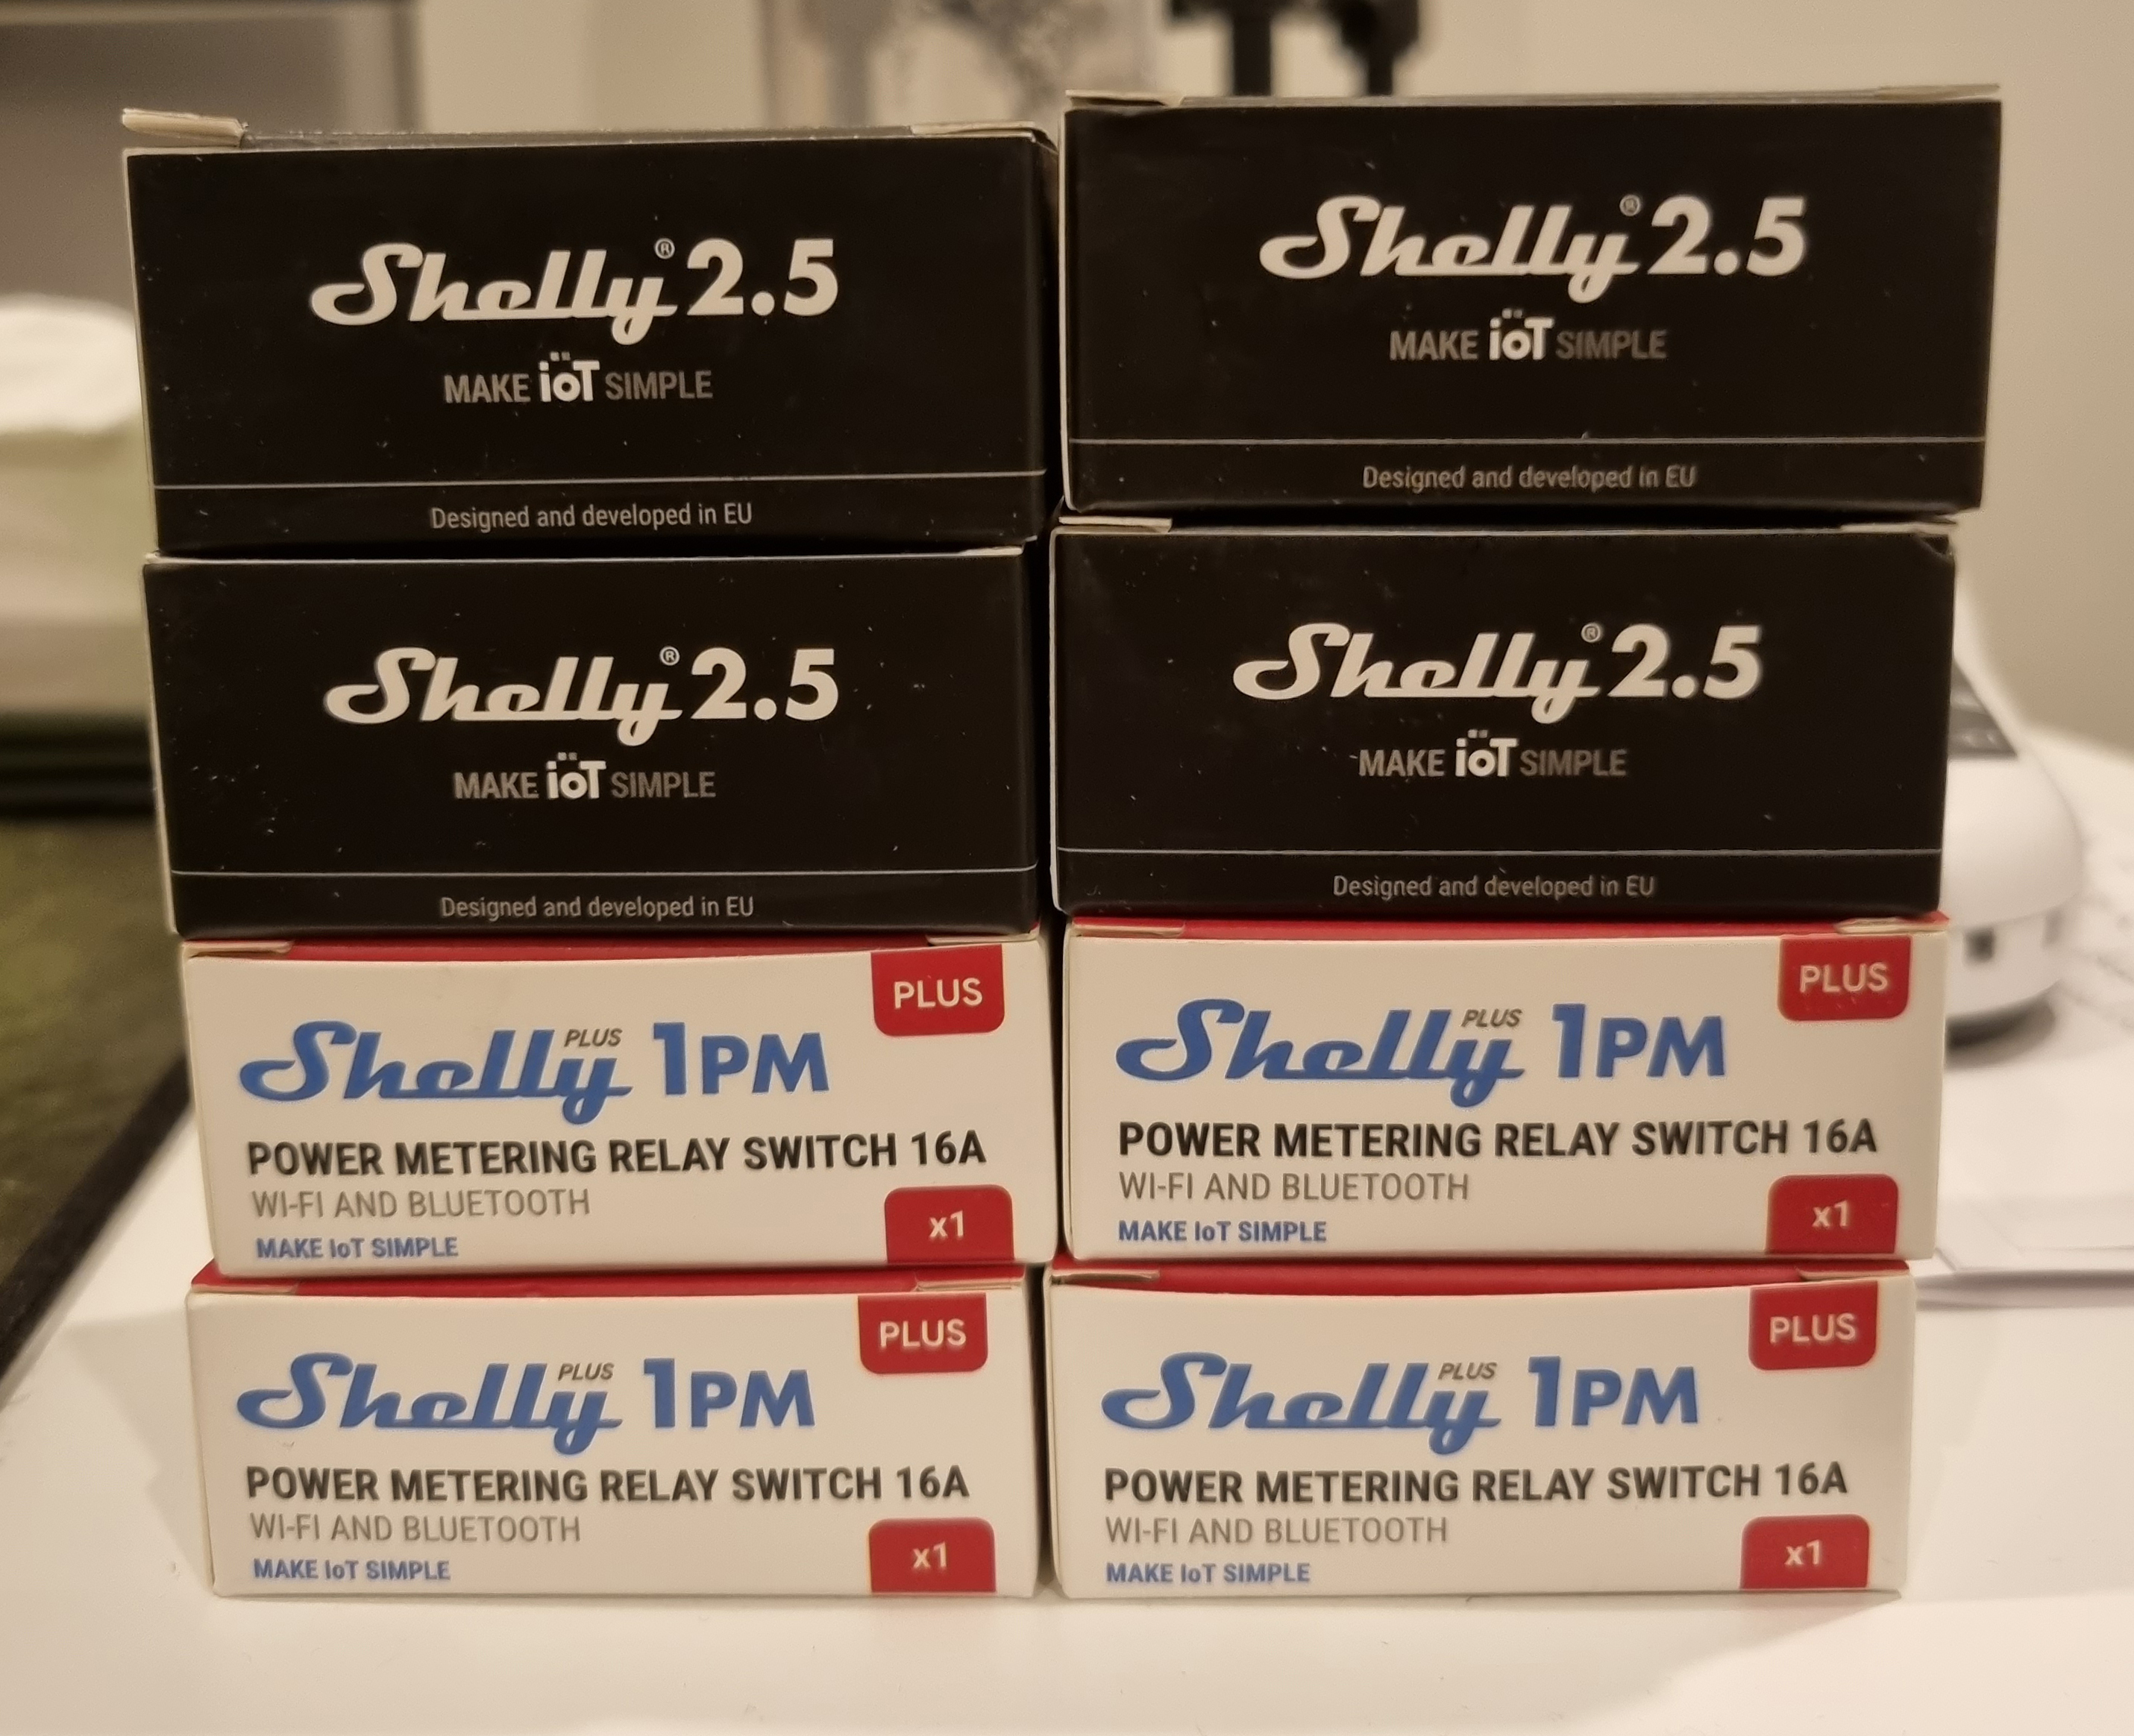 Shelly® 2.5
MAKE ioT SIMPLE
Designed and developed in EU
Shelly® 2.5
MAKE ioT SIMPLE
Designed and developed in EU
Shelly® 2.5
MAKE ioT SIMPLE
Designed and developed in EU
Shelly® 2.5
MAKE ioT SIMPLE
Designed and developed in EU
PLUS
Shelly PLUS 1PM
POWER METERING RELAY SWITCH 16A
WI-FI AND BLUETOOTH
MAKE IoT SIMPLE
x1
PLUS
Shelly PLUS 1PM
POWER METERING RELAY SWITCH 16A
WI-FI AND BLUETOOTH
MAKE IoT SIMPLE
x1
PLUS
Shelly PLUS 1PM
POWER METERING RELAY SWITCH 16A
WI-FI AND BLUETOOTH
MAKE IoT SIMPLE
x1
PLUS
Shelly PLUS 1PM
POWER METERING RELAY SWITCH 16A
WI-FI AND BLUETOOTH
MAKE IoT SIMPLE
x1